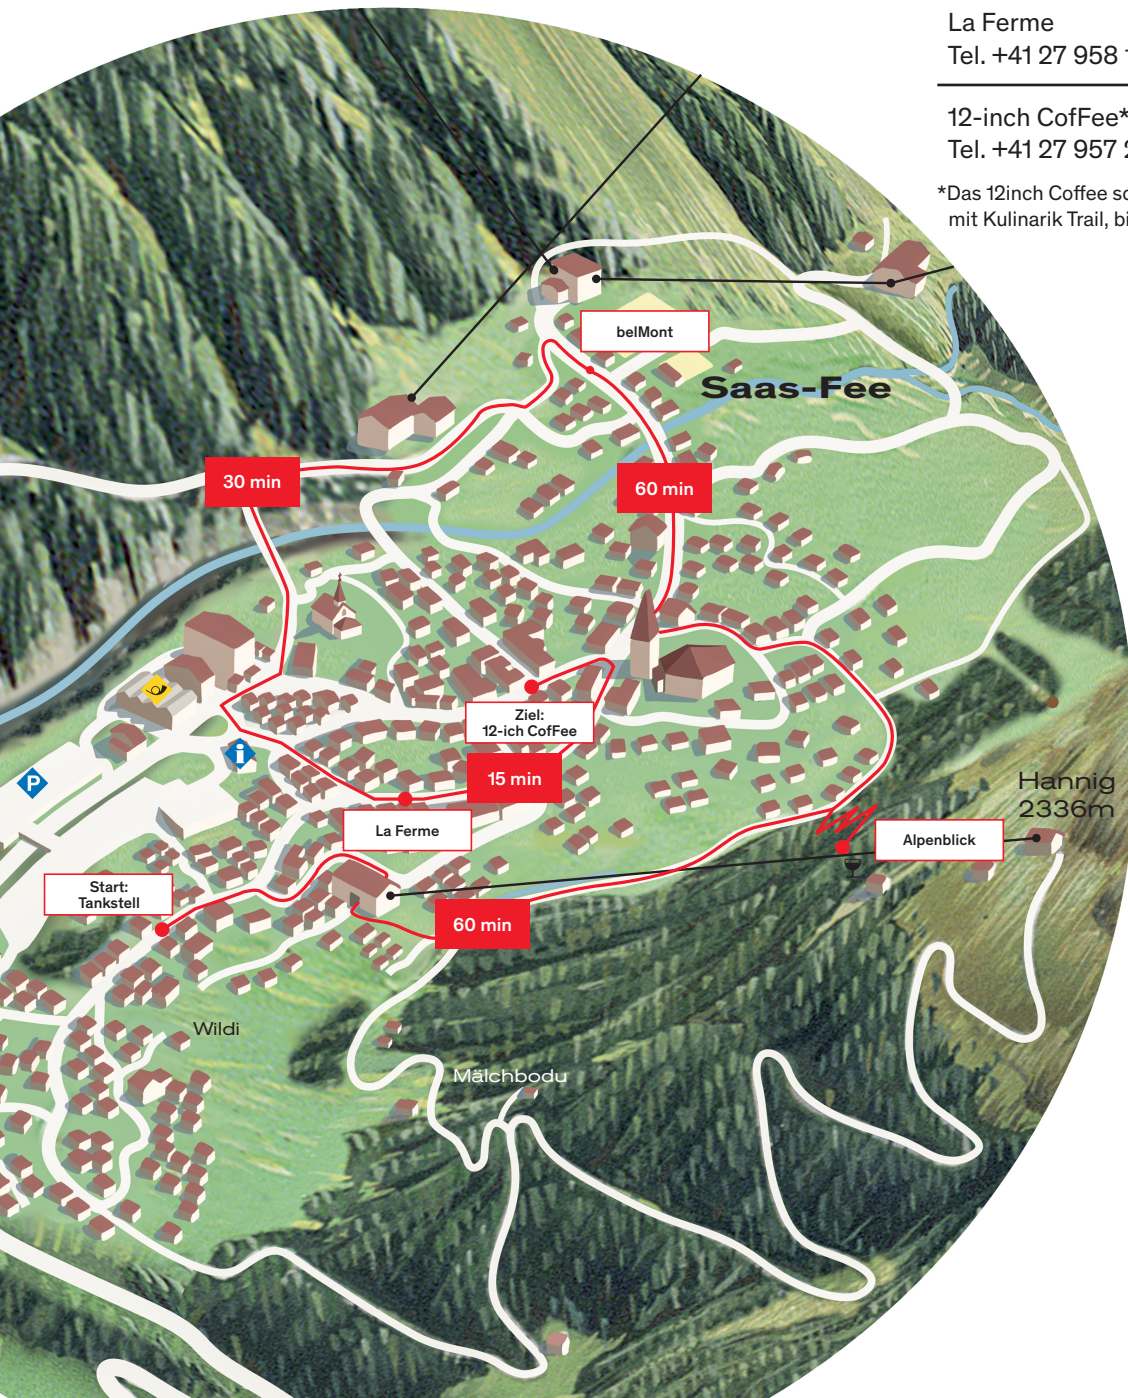 La Ferme
Tel. +41 27 958
12-inch CofFee*
Tel. +41 27 957
*Das 12inch Coffee
mit Kulinarik Trail,
belMont
Saas-Fee
30 min
60 min
Ziel:
12-ich CofFee
15 min
i
P
La Ferme
Hannig
2336m
Alpenblick
Start:
Tankstell
60 min
Wildi
Mälchbodu